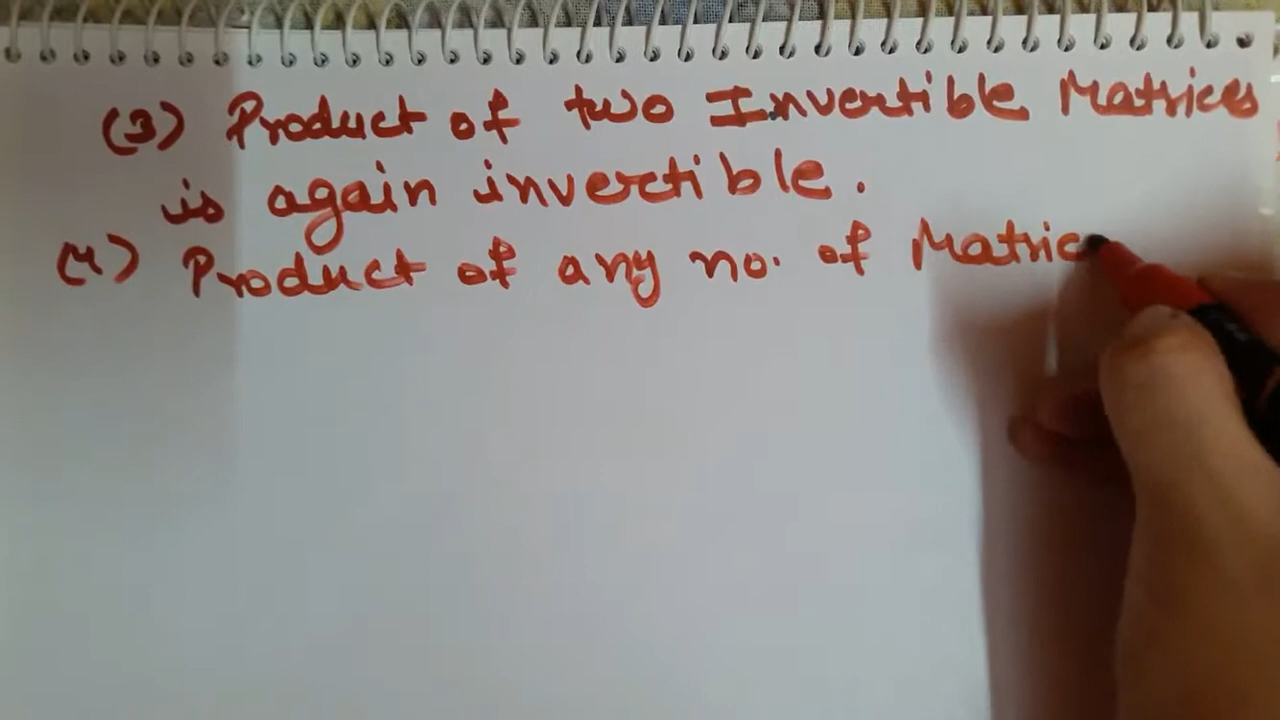 (3) Product of two Invertible Matrices
is again invertible.
(4) Product of any no. of Matric